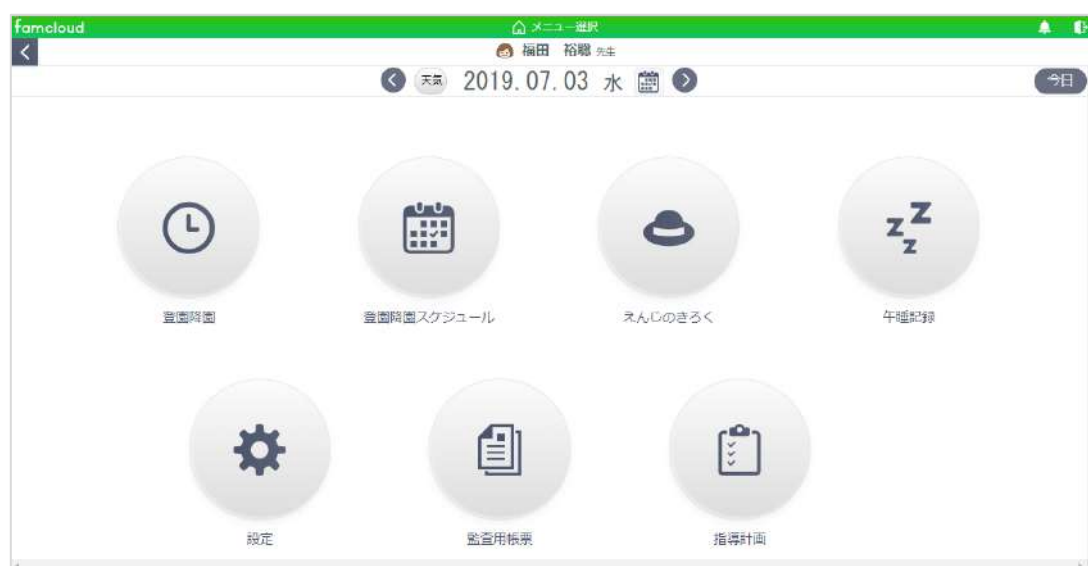 famcloud
メニュー選択
福田 裕聰 先生
天気 2019.07.03 水
今日
登園降園
登園降園スケジュール
えんじのきろく
午睡記録
設定
監査用帳票
指導計画